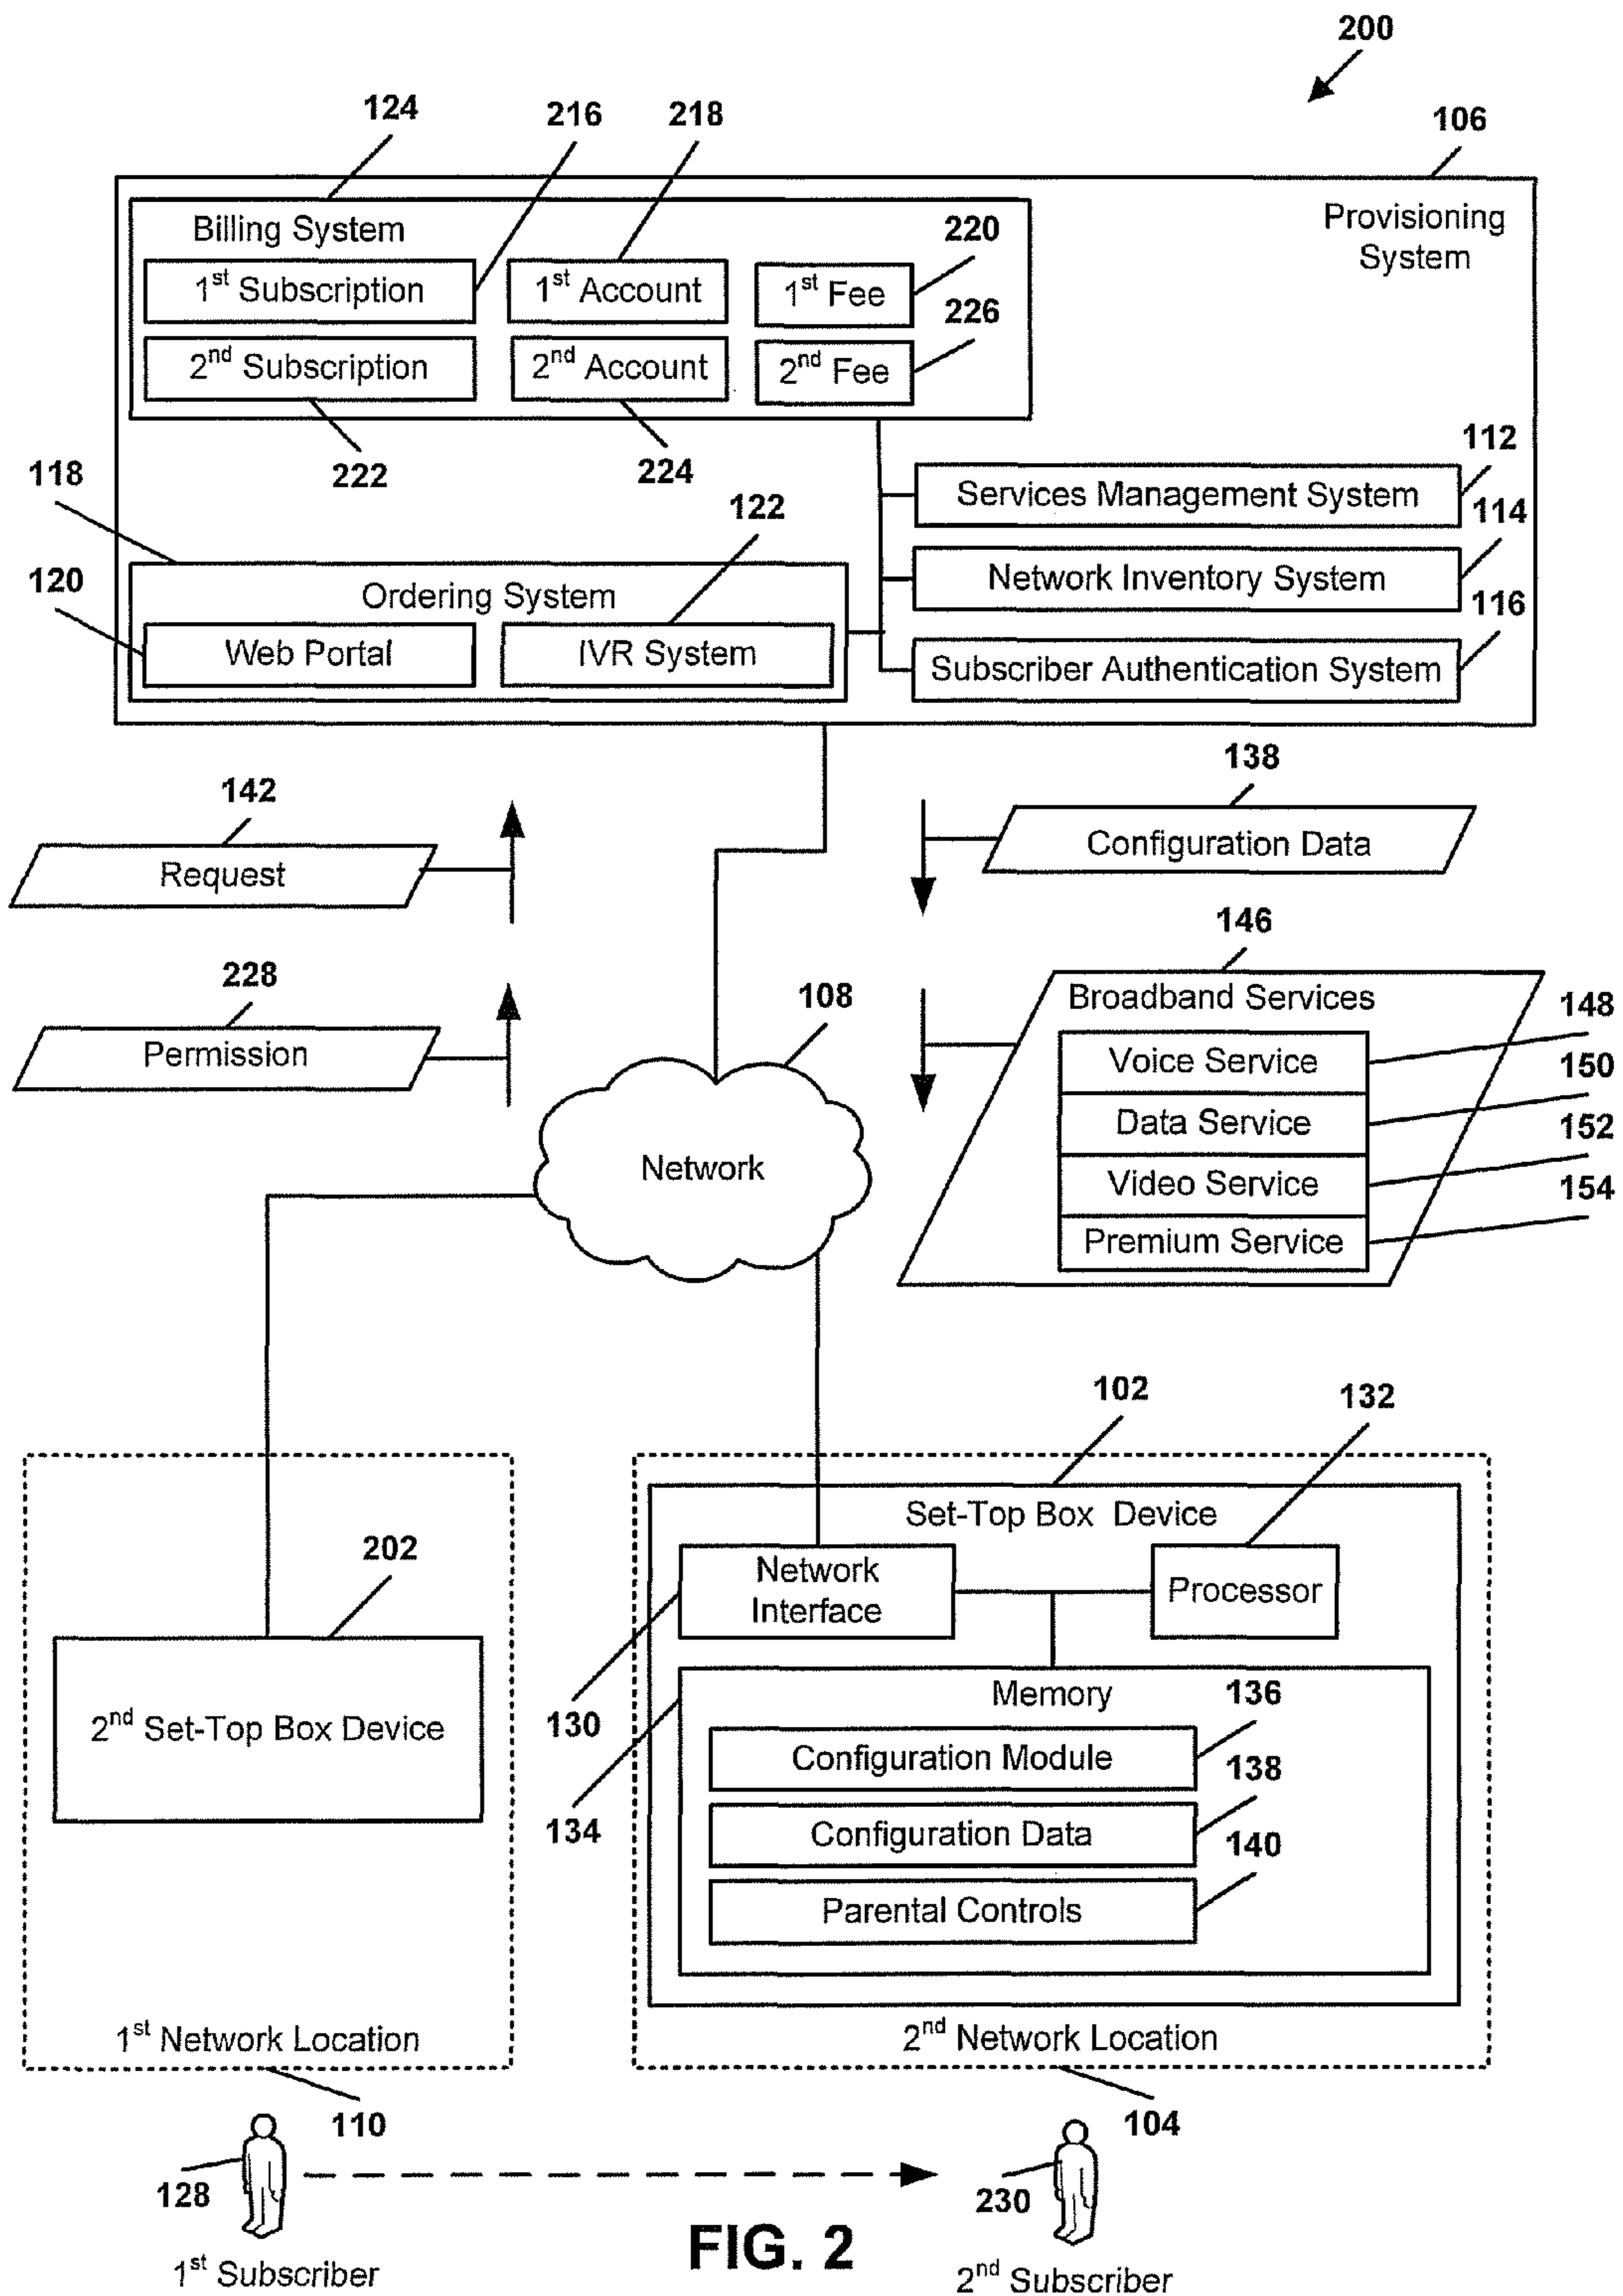 200
124
216
218
106
Billing System
220
Provisioning
System
1st Subscription
1st Account
1st Fee
226
2nd Subscription
2nd Account
2nd Fee
222
224
112
118
122
Services Management System
114
120
Ordering System
Network Inventory System
116
Web Portal
IVR System
Subscriber Authentication System
142
138
Request
Configuration Data
146
228
108
Broadband Services
148
Permission
Voice Service
150
Data Service
152
Network
Video Service
154
Premium Service
102
132
Set-Top Box Device
202
Network
Interface
Processor
2nd Set-Top Box Device
130
Memory
136
Configuration Module
138
134
Configuration Data
140
Parental Controls
1st Network Location
2nd Network Location
110
104
128
230
FIG. 2
1st Subscriber
2nd Subscriber